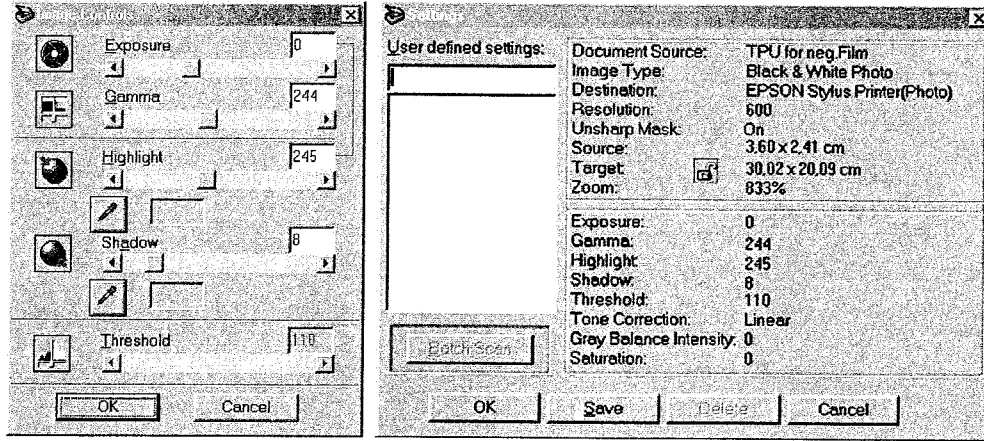 Image Control
Exposure 0
Gamma 244
Highlight 245
Shadow 8
Threshold 110
OK Cancel
Settings
User defined settings:
Document Source: TPU for neg.Film
Image Type: Black & White Photo
Destination: EPSON Stylus Printer(Photo)
Resolution: 600
Unsharp Mask: On
Source: 3.60 x 2.41 cm
Target: 30.02 x 20.09 cm
Zoom: 833%
Exposure: 0
Gamma: 244
Highlight: 245
Shadow: 8
Threshold: 110
Tone Correction: Linear
Gray Balance Intensity: 0
Saturation: 0
Batch Scan
OK Save Delete Cancel